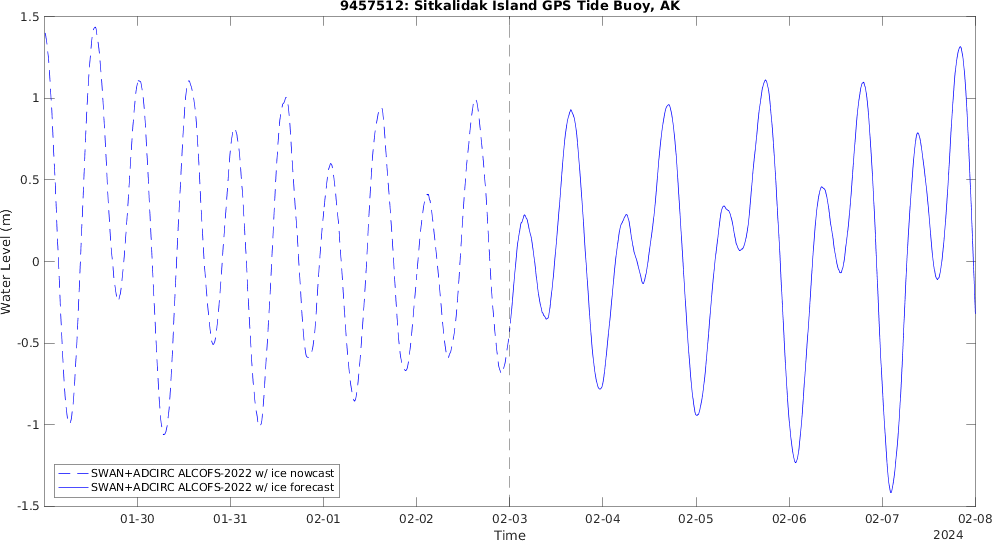 9457512: Sitkalidak Island GPS Tide Buoy, AK
1.5
1
0.5
0
-0.5
-1
-1.5
Water Level (m)
SWAN+ADCIRC ALCOFS-2022 w/ ice nowcast
SWAN+ADCIRC ALCOFS-2022 w/ ice forecast
01-30 01-31 02-01 02-02 02-03 02-04 02-05 02-06 02-07 02-08
Time
2024